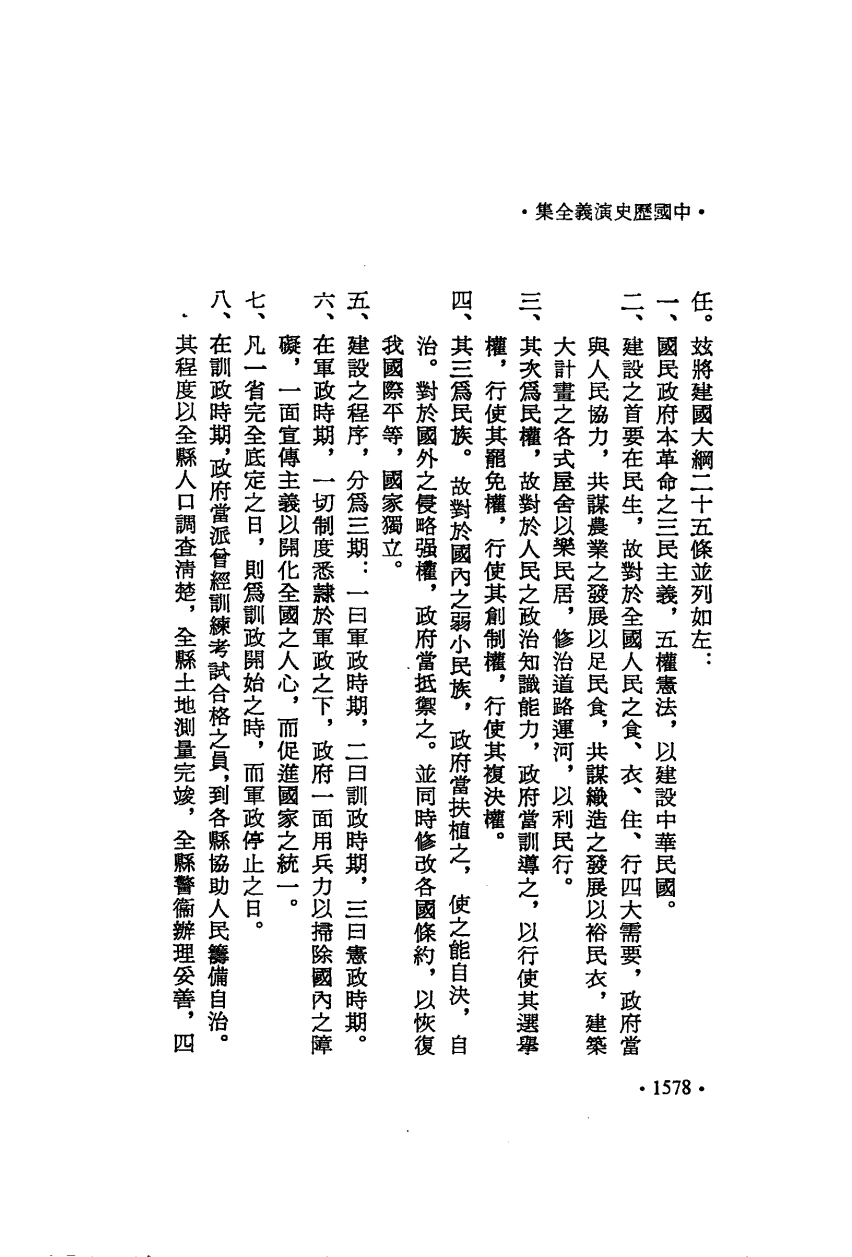 ·中國歷史演義全集·
任。玆將建國大綱二十五條並列如左：
一、國民政府本革命之三民主義，五權憲法，以建設中華民國。
二、建設之首要在民生，故對於全國人民之食、衣、住、行四大需要，政府當
與人民協力，共謀農業之發展以足民食，共謀織造之發展以裕民衣，建築
大計畫之各式屋舍以樂民居，修治道路運河，以利民行。
三、其次爲民權，故對於人民之政治知識能力，政府當訓導之，以行使其選舉
權，行使其罷免權，行使其創制權，行使其複決權。
四、其三爲民族。故對於國內之弱小民族，政府當扶植之，使之能自決，自
治。對於國外之侵略强權，政府當抵禦之。並同時修改各國條約，以恢復
我國際平等，國家獨立。
五、建設之程序，分爲三期：一曰軍政時期，二曰訓政時期，三曰憲政時期。
六、在軍政時期，一切制度悉隸於軍政之下，政府一面用兵力以掃除國內之障
礙，一面宣傳主義以開化全國之人心，而促進國家之統一。
七、凡一省完全底定之日，則爲訓政開始之時，而軍政停止之日。
八、在訓政時期，政府當派曾經訓練考試合格之員，到各縣協助人民籌備自治。
其程度以全縣人口調查清楚，全縣土地測量完竣，全縣警衞辦理妥善，四
·1578·